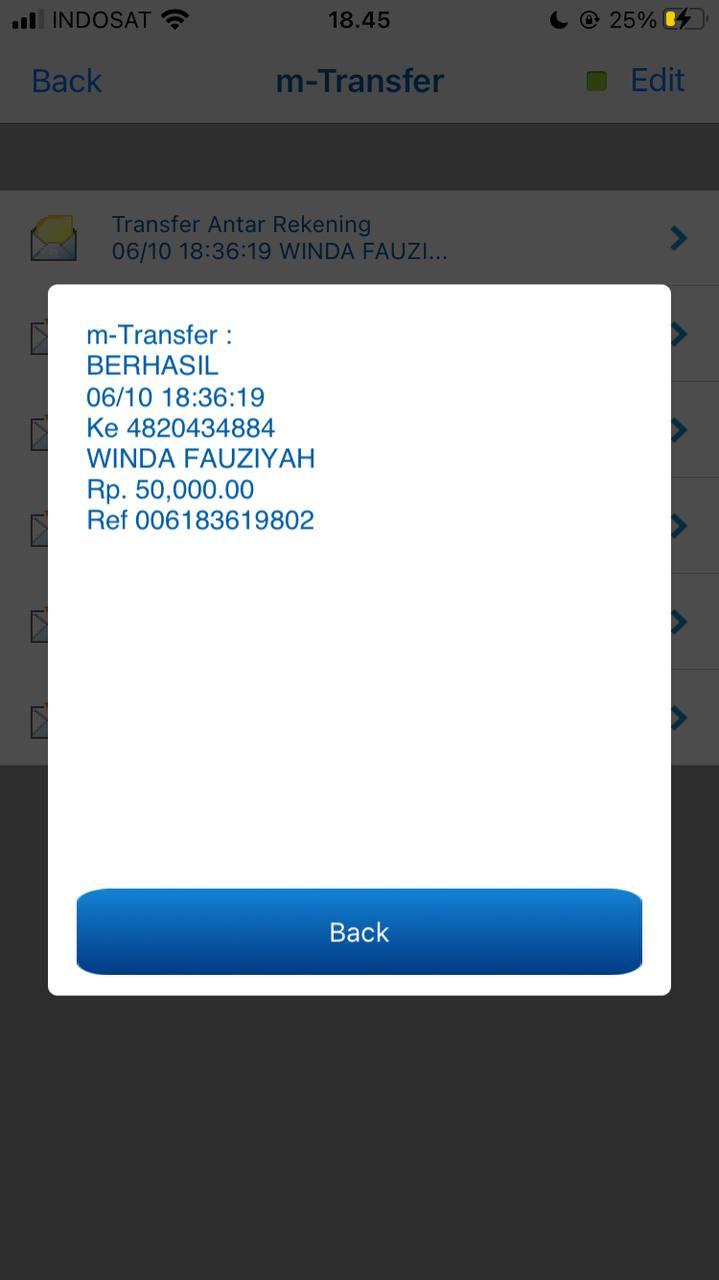 INDOSAT 18.45 25%
Back m-Transfer Edit
Transfer Antar Rekening
06/10 18:36:19 WINDA FAUZI...
m-Transfer :
BERHASIL
06/10 18:36:19
Ke 4820434884
WINDA FAUZIYAH
Rp. 50,000.00
Ref 006183619802
Back